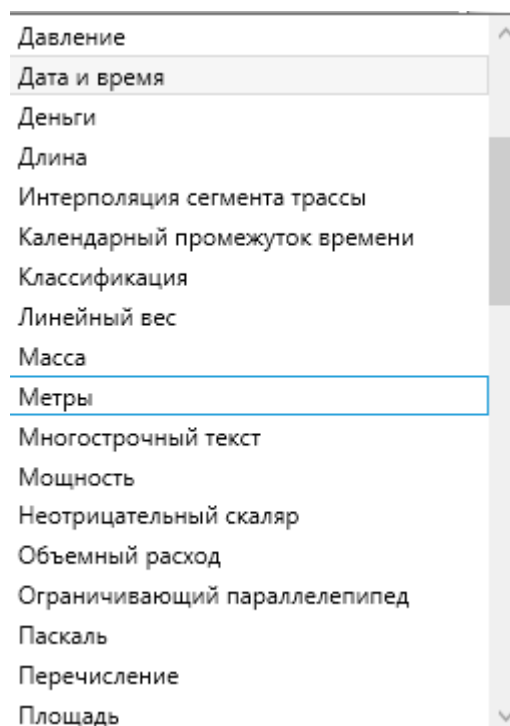 Давление
Дата и время
Деньги
Длина
Интерполяция сегмента трассы
Календарный промежуток времени
Классификация
Линейный вес
Масса
Метры
Многострочный текст
Мощность
Неотрицательный скаляр
Объемный расход
Ограничивающий параллелепипед
Паскаль
Перечисление
Площадь